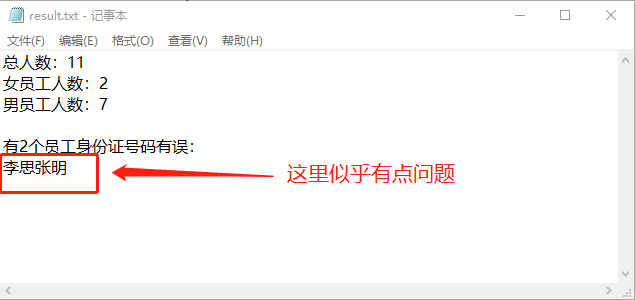 result.txt - 记事本
文件(F) 编辑(E) 格式(O) 查看(V) 帮助(H)
总人数：11
女员工人数：2
男员工人数：7
有2个员工身份证号码有误：
李思张明
这里似乎有点问题